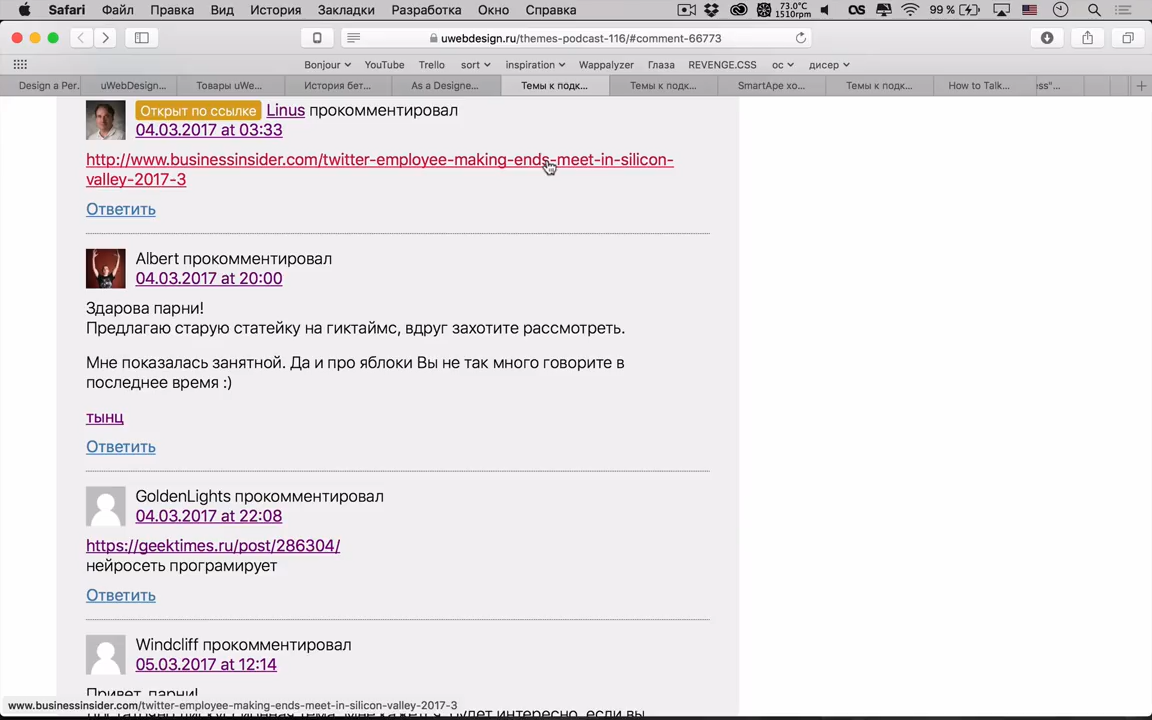 Safari Файл Правка Вид История Закладки Разработка Окно Справка 73.0°C 1510rpm 99 %
uwebdesign.ru/themes-podcast-116/#comment-66773
Bonjour YouTube Trello sort inspiration Wappalyzer Глаза REVENGE.CSS ос дисер
Design a Per. uWebDesign... Товары uWe... История бет... As a Designe... Темы к подк... Темы к подк... SmartApe хо... Темы к подк... How to Talk... ess"...
Открыт по ссылке Linus прокомментировал
04.03.2017 at 03:33
http://www.businessinsider.com/twitter-employee-making-ends-meet-in-silicon-
valley-2017-3
Ответить
Albert прокомментировал
04.03.2017 at 20:00
Здарова парни!
Предлагаю старую статейку на гиктаймс, вдруг захотите рассмотреть.
Мне показалась занятной. Да и про яблоки Вы не так много говорите в
последнее время :)
тынц
Ответить
GoldenLights прокомментировал
04.03.2017 at 22:08
https://geektimes.ru/post/286304/
нейросеть програмирует
Ответить
Windcliff прокомментировал
05.03.2017 at 12:14
Привет, парни!
www.businessinsider.com/twitter-employee-making-ends-meet-in-silicon-valley-2017-3
будет интересно, если вы